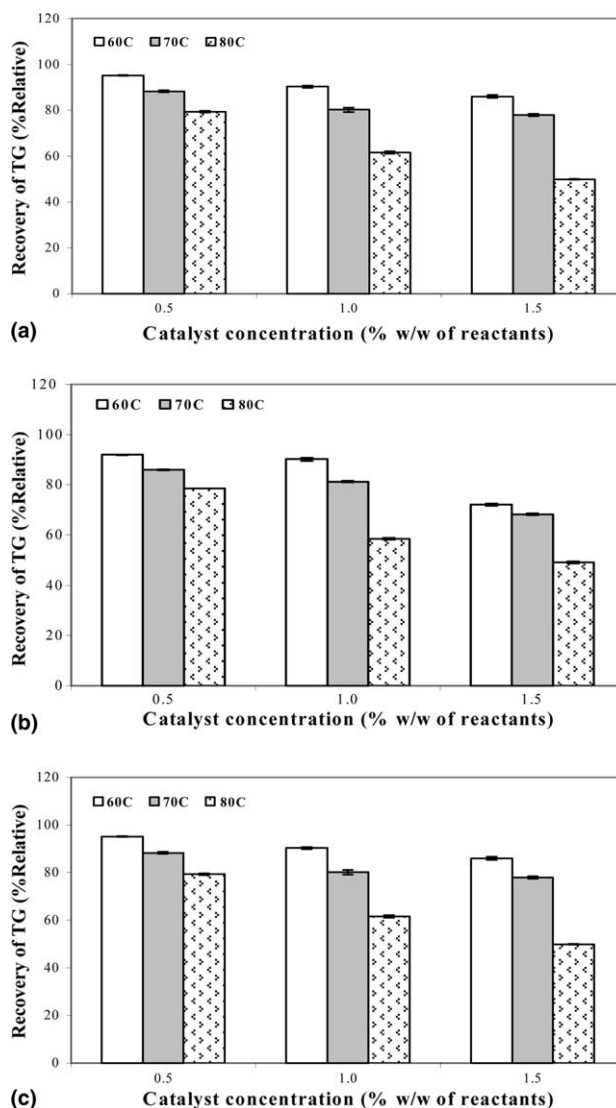 120
100
80
60
40
20
0
Recovery of TG (%Relative)
60C 70C 80C
0.5 1.0 1.5
(a) Catalyst concentration (% w/w of reactants)
120
100
80
60
40
20
0
Recovery of TG (%Relative)
60C 70C 80C
0.5 1.0 1.5
(b) Catalyst concentration (% w/w of reactants)
120
100
80
60
40
20
0
Recovery of TG (%Relative)
60C 70C 80C
0.5 1.0 1.5
(c) Catalyst concentration (% w/w of reactants)